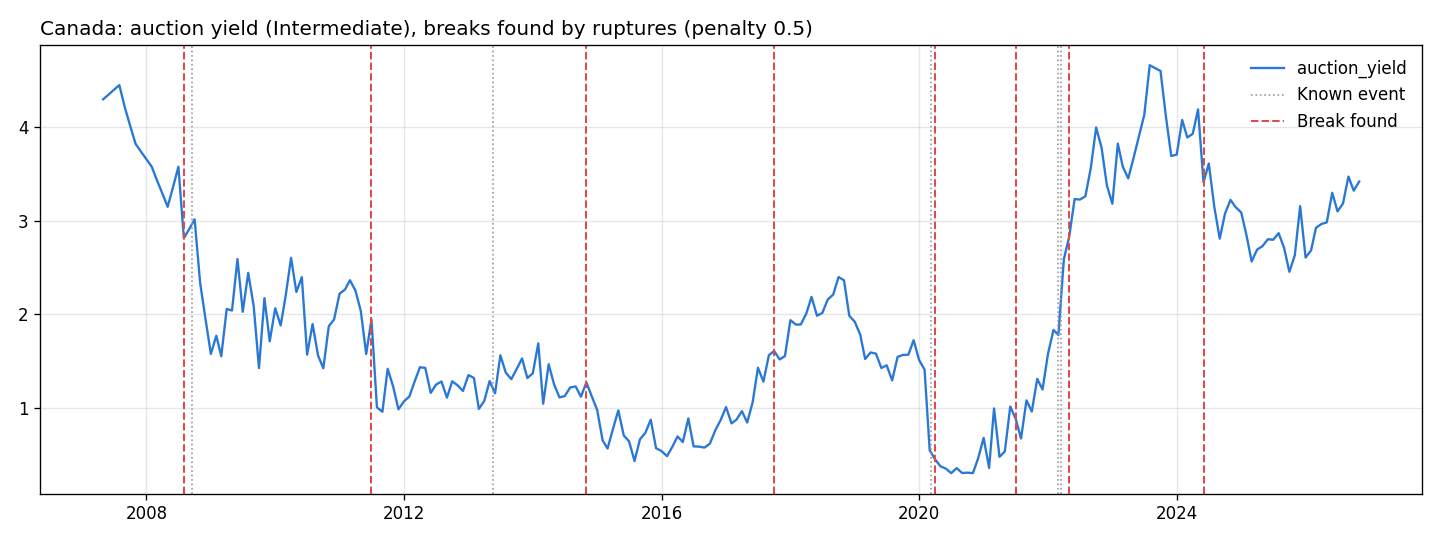 Canada: auction yield (Intermediate), breaks found by ruptures (penalty 0.5)
auction_yield
Known event
Break found
4
3
2
1
2008
2012
2016
2020
2024